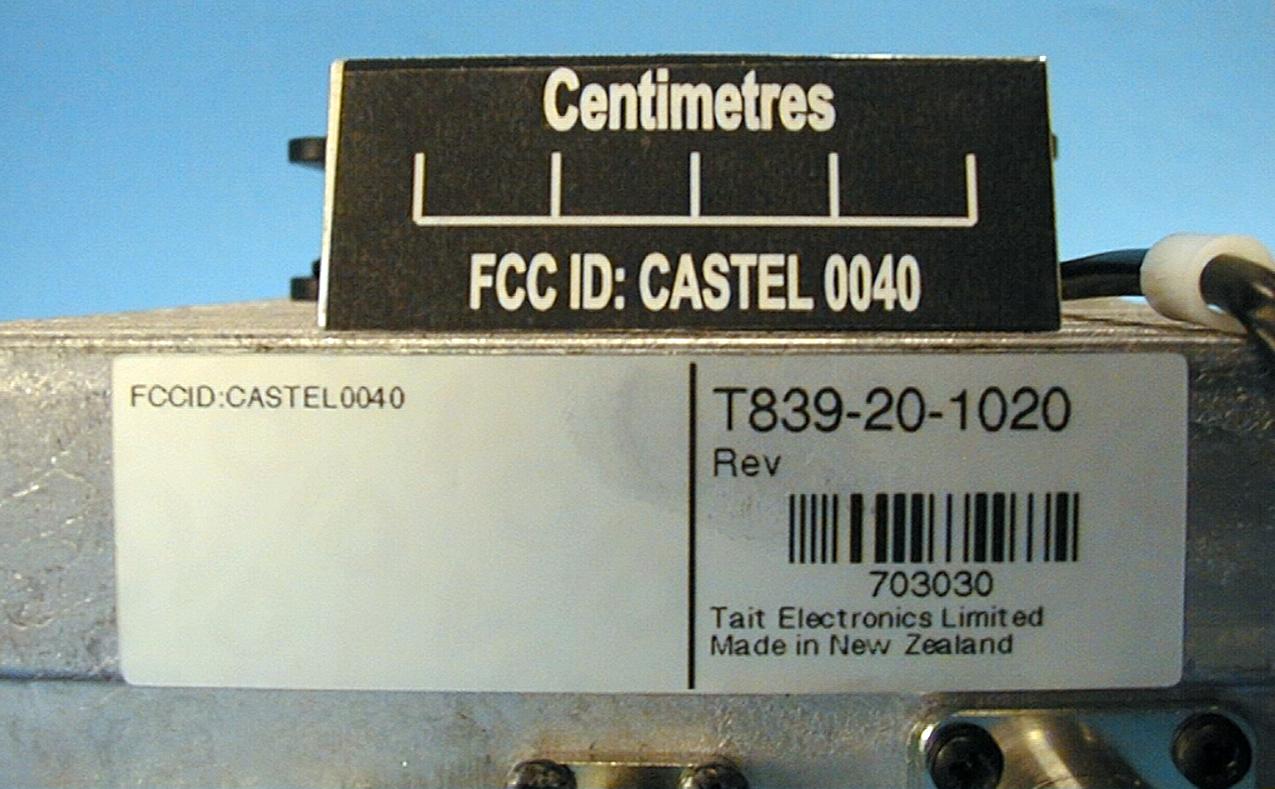 Centimetres
FCC ID: CASTEL 0040
FCCID:CASTEL0040
T839-20-1020
Rev
703030
Tait Electronics Limited
Made in New Zealand